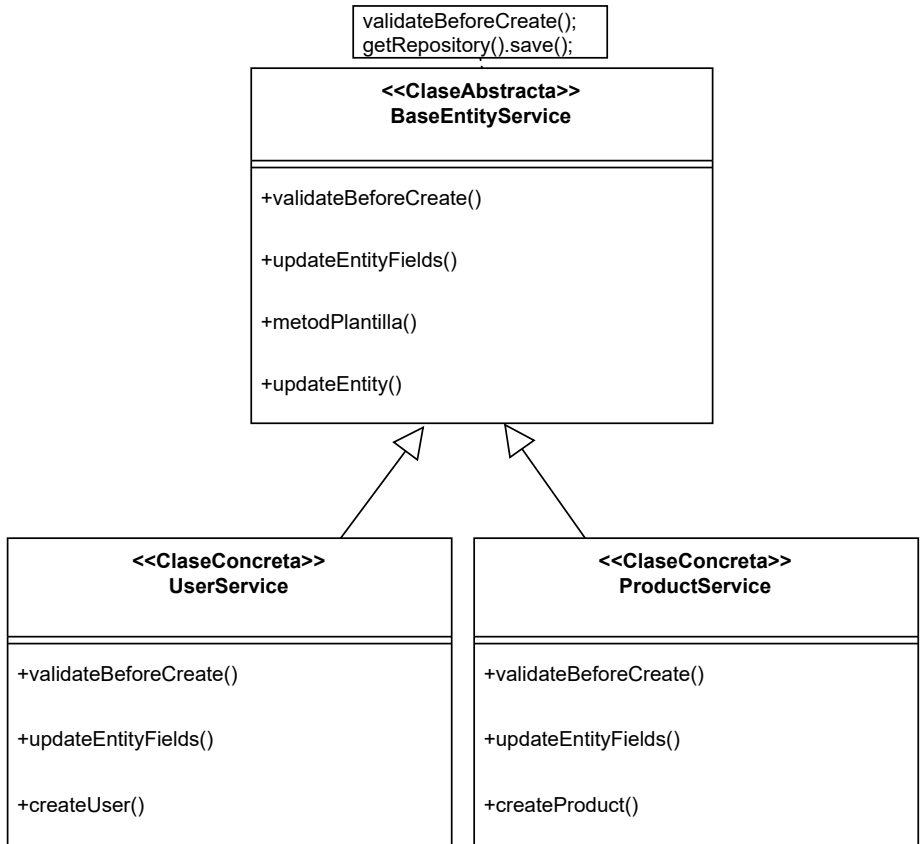 validateBeforeCreate();
getRepository().save();
<<ClaseAbstracta>>
BaseEntityService
+validateBeforeCreate()
+updateEntityFields()
+metodPlantilla()
+updateEntity()
<<ClaseConcreta>>
UserService
+validateBeforeCreate()
+updateEntityFields()
+createUser()
<<ClaseConcreta>>
ProductService
+validateBeforeCreate()
+updateEntityFields()
+createProduct()